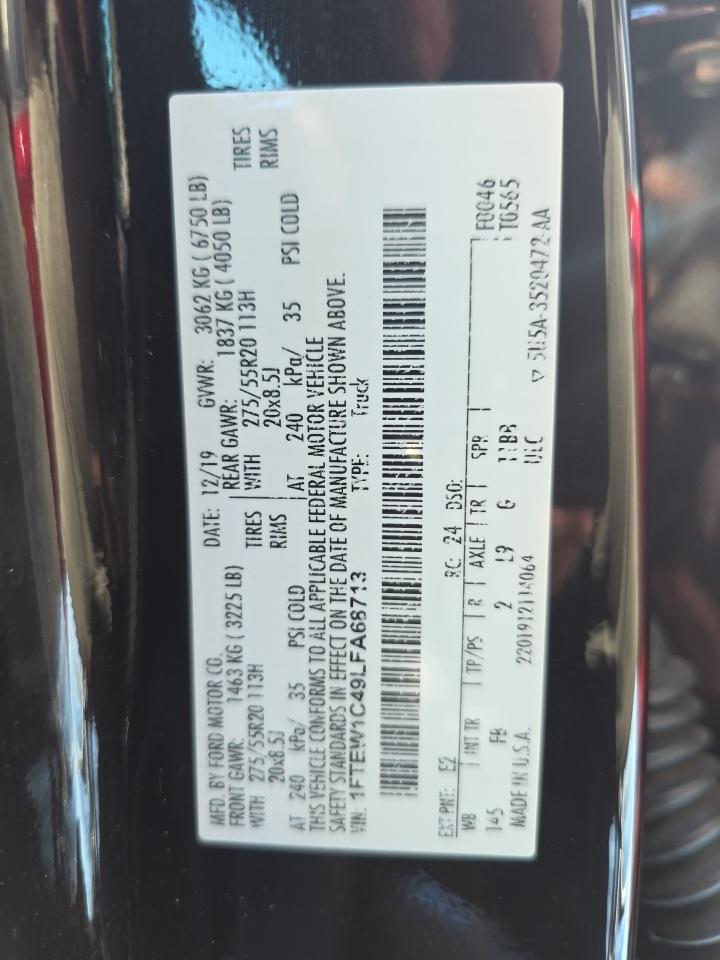 MFD. BY FORD MOTOR CO. DATE: 12/19 GVWR: 3062 KG ( 6750 LB)
FRONT GAWR: 1463 KG ( 3225 LB) REAR GAWR: 1837 KG ( 4050 LB)
WITH 275/55R20 113H TIRES WITH 275/55R20 113H TIRES
20x8.5J RIMS 20x8.5J RIMS
AT 240 kPa/ 35 PSI COLD AT 240 kPa/ 35 PSI COLD
THIS VEHICLE CONFORMS TO ALL APPLICABLE FEDERAL MOTOR VEHICLE
SAFETY STANDARDS IN EFFECT ON THE DATE OF MANUFACTURE SHOWN ABOVE.
VIN: 1FTEW1C49LFA68713 TYPE: Truck
EXT PNT: E2 RC: 24 DSO:
WB INT TR TP/PS R AXLE TR SPR F0046
145 2 L9 G 11BB T0565
MADE IN U.S.A. 2201912114064 ▽ 5U5A-3520472-AA